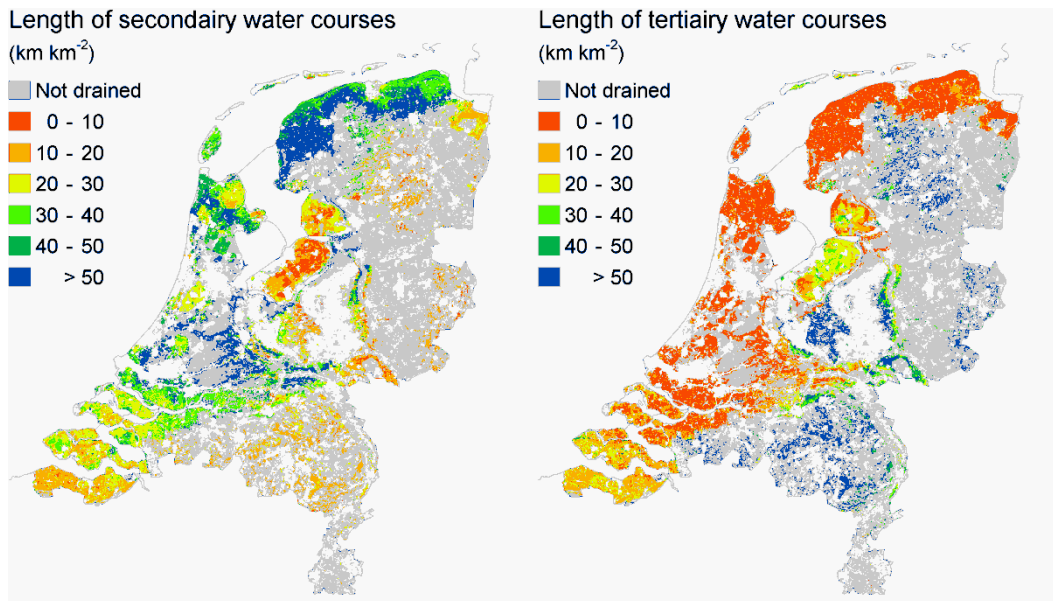 Length of secondairy water courses
(km km-2)
Not drained
0 - 10
10 - 20
20 - 30
30 - 40
40 - 50
> 50
Length of tertiairy water courses
(km km-2)
Not drained
0 - 10
10 - 20
20 - 30
30 - 40
40 - 50
> 50